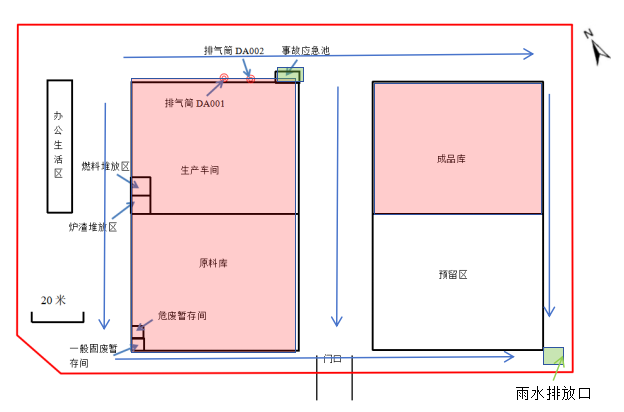 排气筒 DA002
事故应急池
N
排气筒 DA001
办公生活区
燃料堆放区
生产车间
成品库
炉渣堆放区
原料库
预留区
20 米
危废暂存间
一般固废暂
存间
门口
雨水排放口